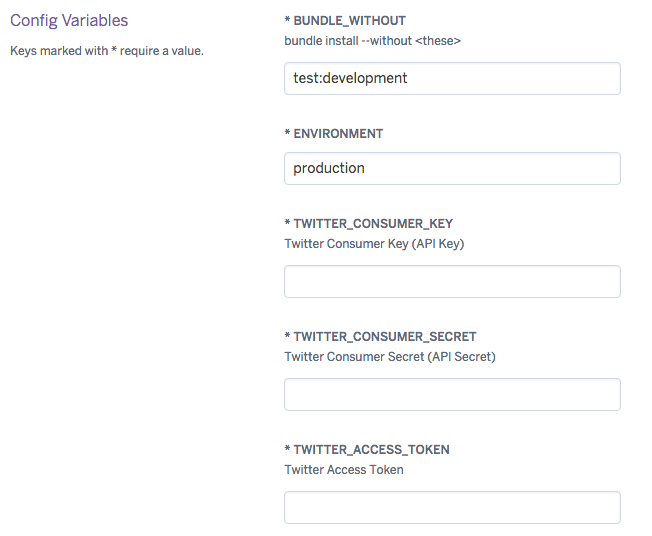 Config Variables
Keys marked with * require a value.
* BUNDLE_WITHOUT
bundle install --without <these>
test:development
* ENVIRONMENT
production
* TWITTER_CONSUMER_KEY
Twitter Consumer Key (API Key)
* TWITTER_CONSUMER_SECRET
Twitter Consumer Secret (API Secret)
* TWITTER_ACCESS_TOKEN
Twitter Access Token